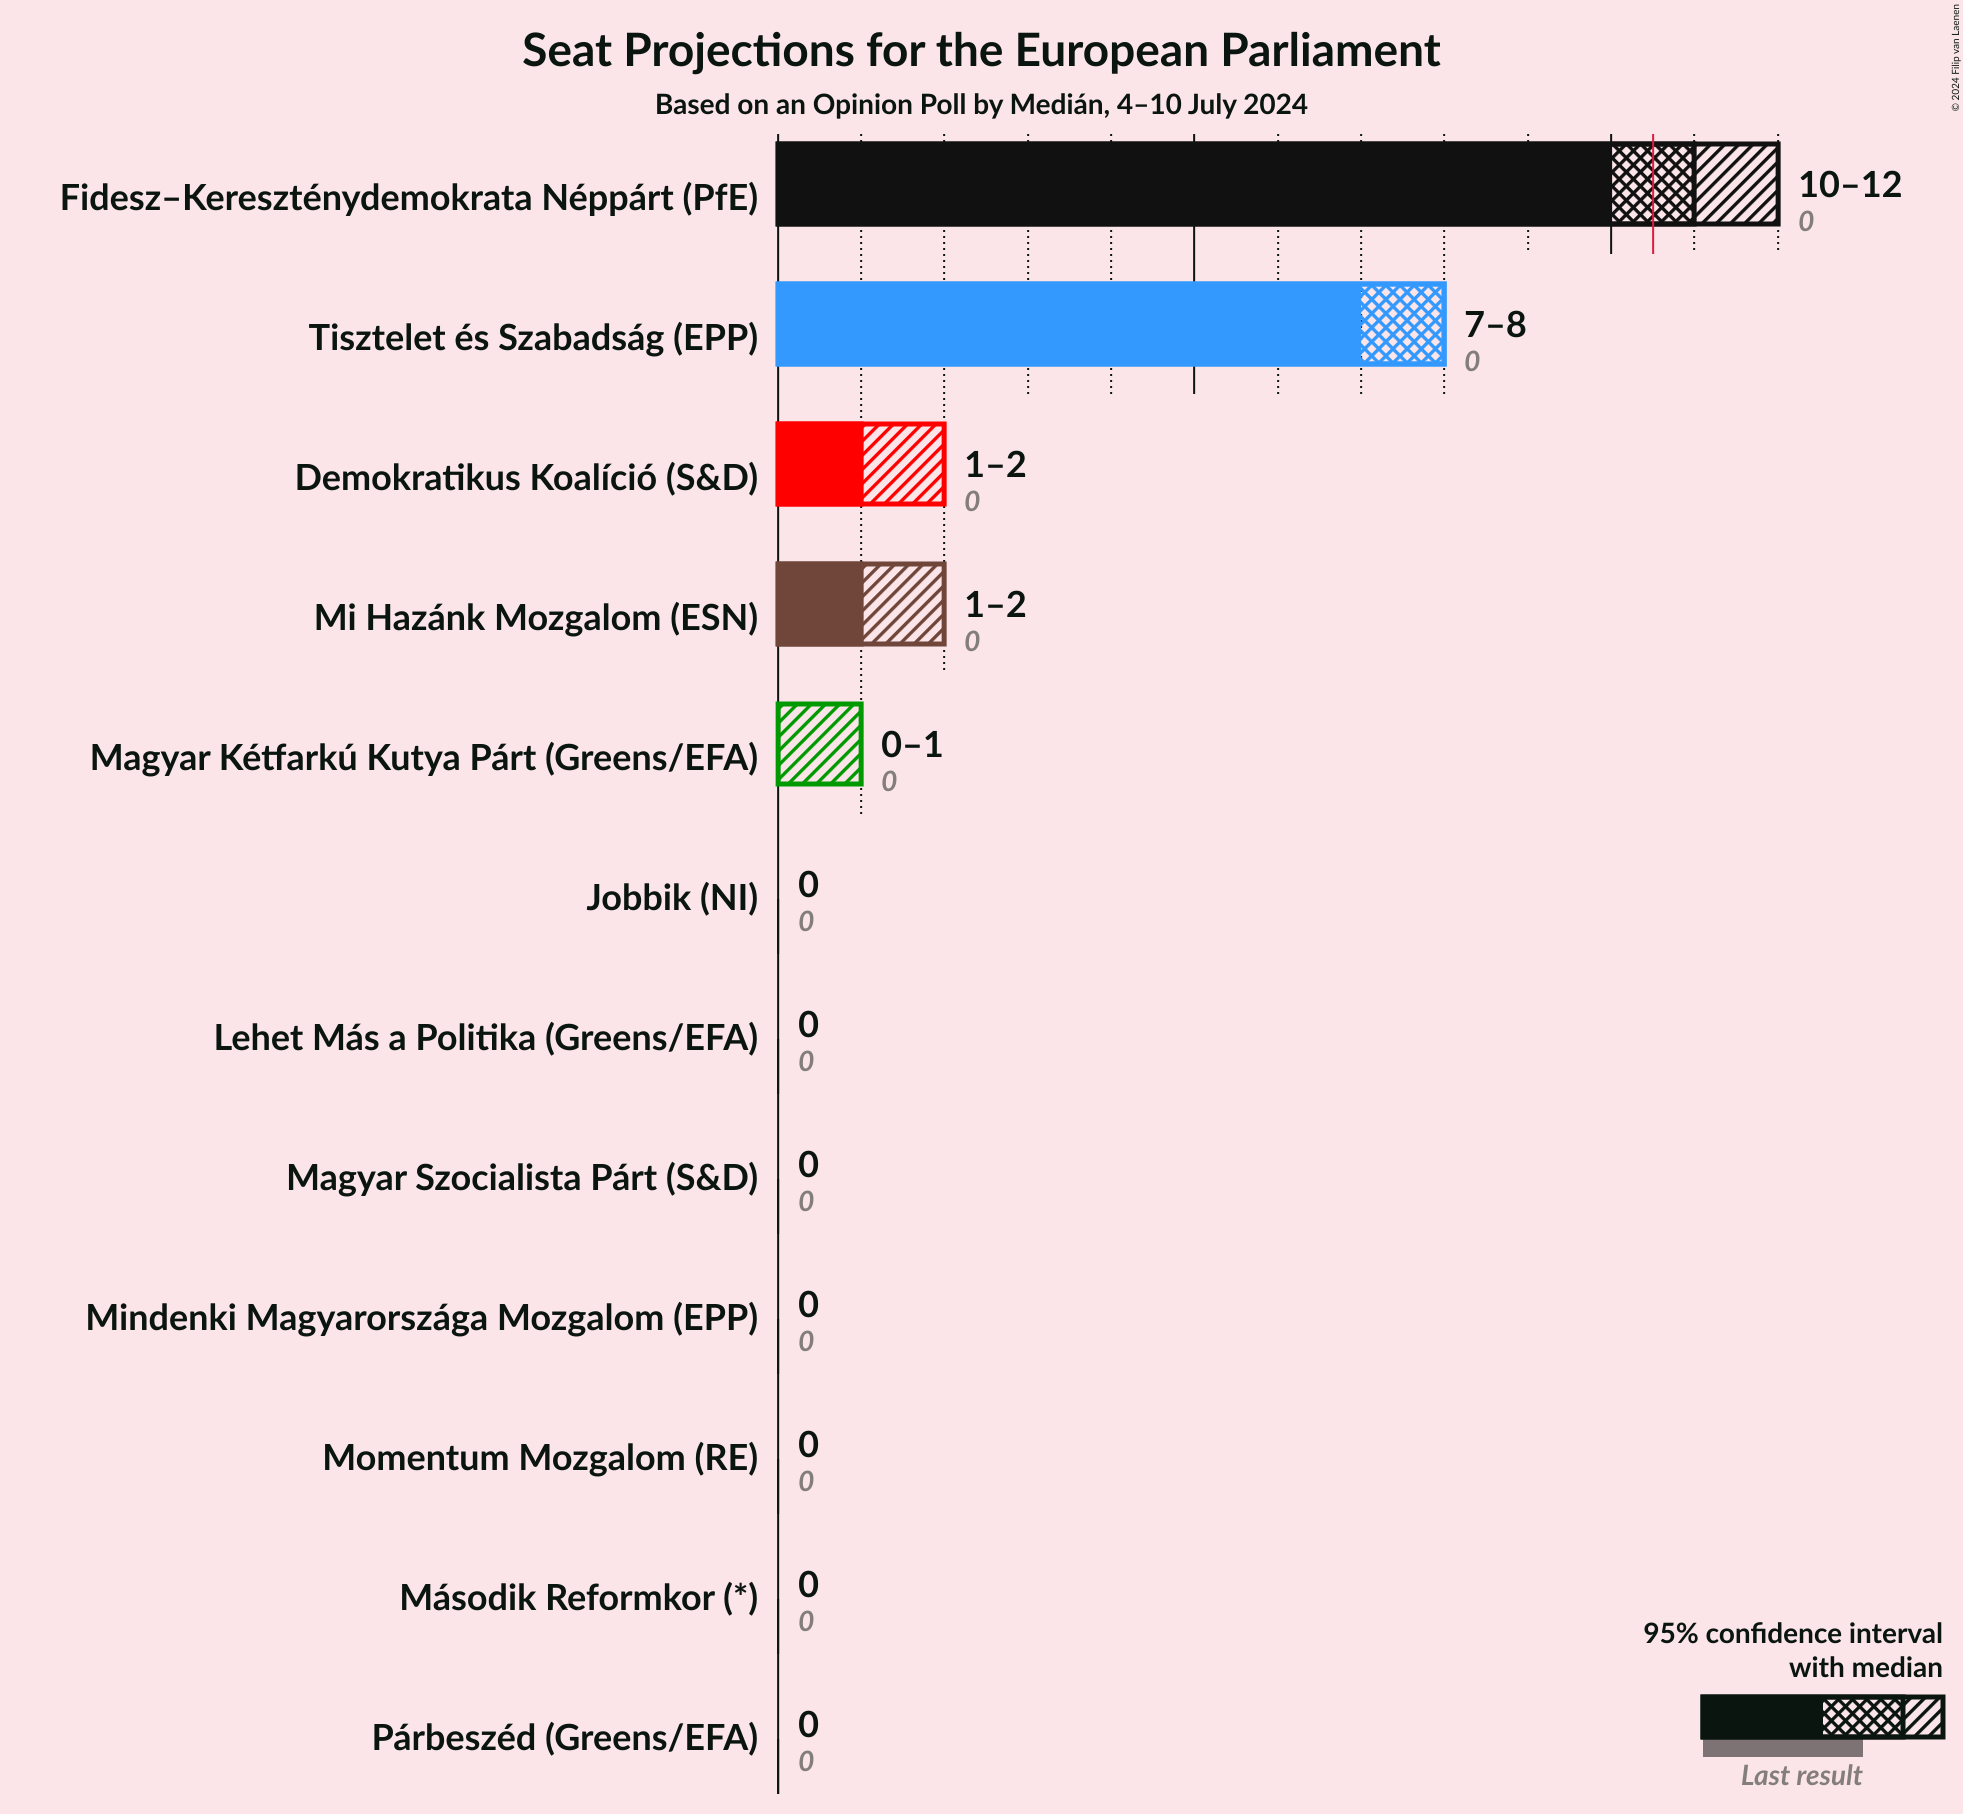 Seat Projections for the European Parliament
Based on an Opinion Poll by Medián, 4–10 July 2024
© 2024 Filip van Laenen
Fidesz–Kereszténydemokrata Néppárt (PfE)
10–12
0
Tisztelet és Szabadság (EPP)
7–8
0
Demokratikus Koalíció (S&D)
1–2
0
Mi Hazánk Mozgalom (ESN)
1–2
0
Magyar Kétfarkú Kutya Párt (Greens/EFA)
0–1
0
Jobbik (NI)
0
0
Lehet Más a Politika (Greens/EFA)
0
0
Magyar Szocialista Párt (S&D)
0
0
Mindenki Magyarországa Mozgalom (EPP)
0
0
Momentum Mozgalom (RE)
0
0
Második Reformkor (*)
0
0
Párbeszéd (Greens/EFA)
0
0
95% confidence interval
with median
Last result